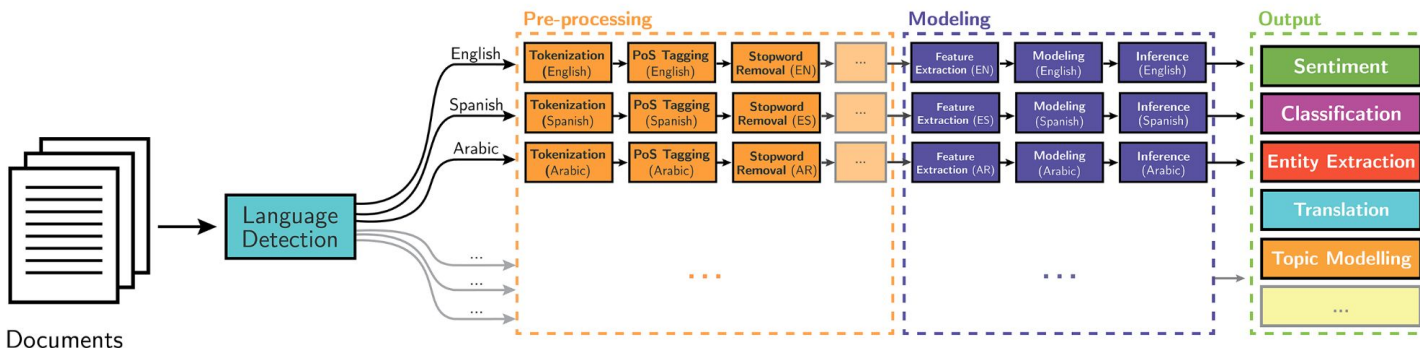 Pre-processing
Modeling
Output
English
Tokenization
(English)
PoS Tagging
(English)
Stopword
Removal (EN)
...
Feature
Extraction (EN)
Modeling
(English)
Inference
(English)
Sentiment
Spanish
Tokenization
(Spanish)
PoS Tagging
(Spanish)
Stopword
Removal (ES)
...
Feature
Extraction (ES)
Modeling
(Spanish)
Inference
(Spanish)
Classification
Arabic
Tokenization
(Arabic)
PoS Tagging
(Arabic)
Stopword
Removal (AR)
...
Feature
Extraction (AR)
Modeling
(Arabic)
Inference
(Arabic)
Entity Extraction
Language
Detection
Translation
...
...
...
...
...
Topic Modelling
...
Documents